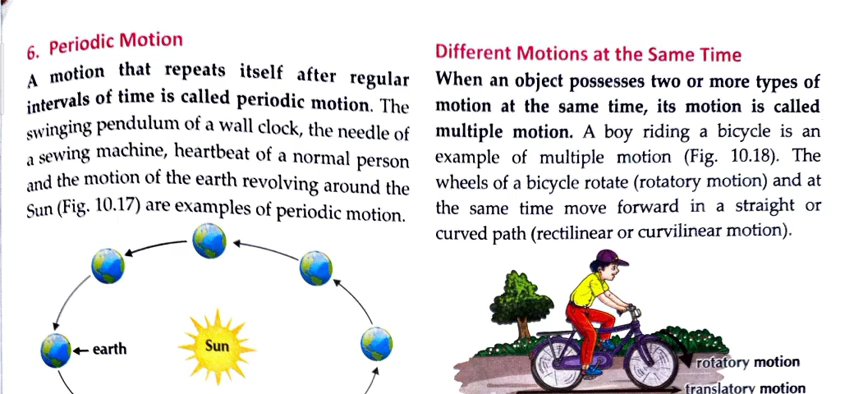 6. Periodic Motion
A motion that repeats itself after regular
intervals of time is called periodic motion. The
swinging pendulum of a wall clock, the needle of
a sewing machine, heartbeat of a normal person
and the motion of the earth revolving around the
Sun (Fig. 10.17) are examples of periodic motion.
earth
Sun
Different Motions at the Same Time
When an object possesses two or more types of
motion at the same time, its motion is called
multiple motion. A boy riding a bicycle is an
example of multiple motion (Fig. 10.18). The
wheels of a bicycle rotate (rotatory motion) and at
the same time move forward in a straight or
curved path (rectilinear or curvilinear motion).
rotatory motion
translatory motion